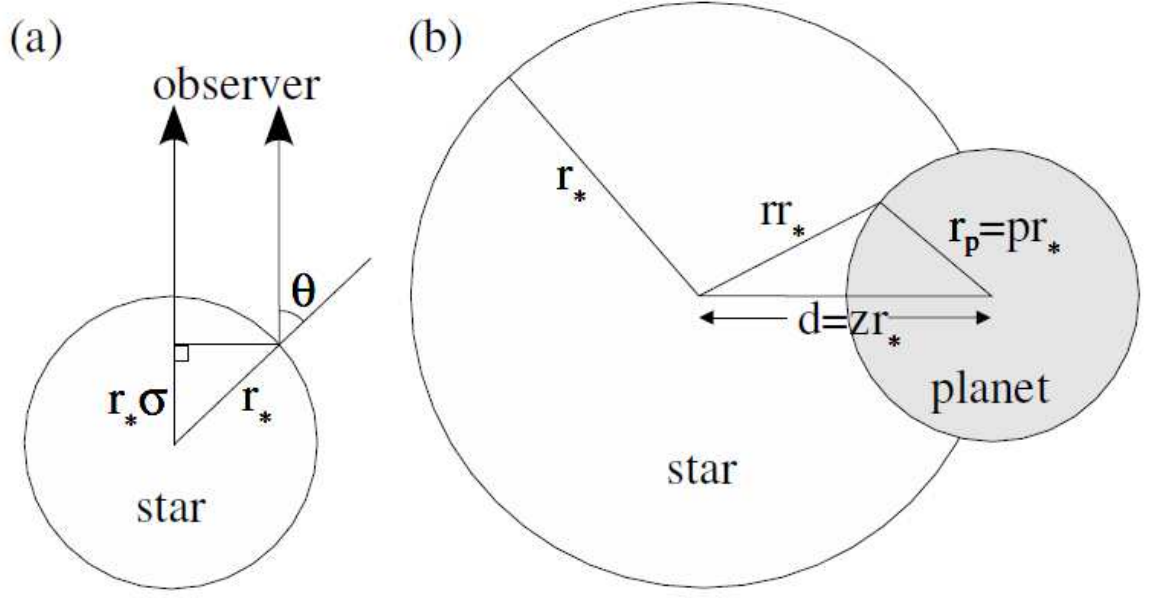 (a)
observer
θ
r*σ
r*
star
(b)
r*
rr*
rp=pr*
d=zr*
planet
star